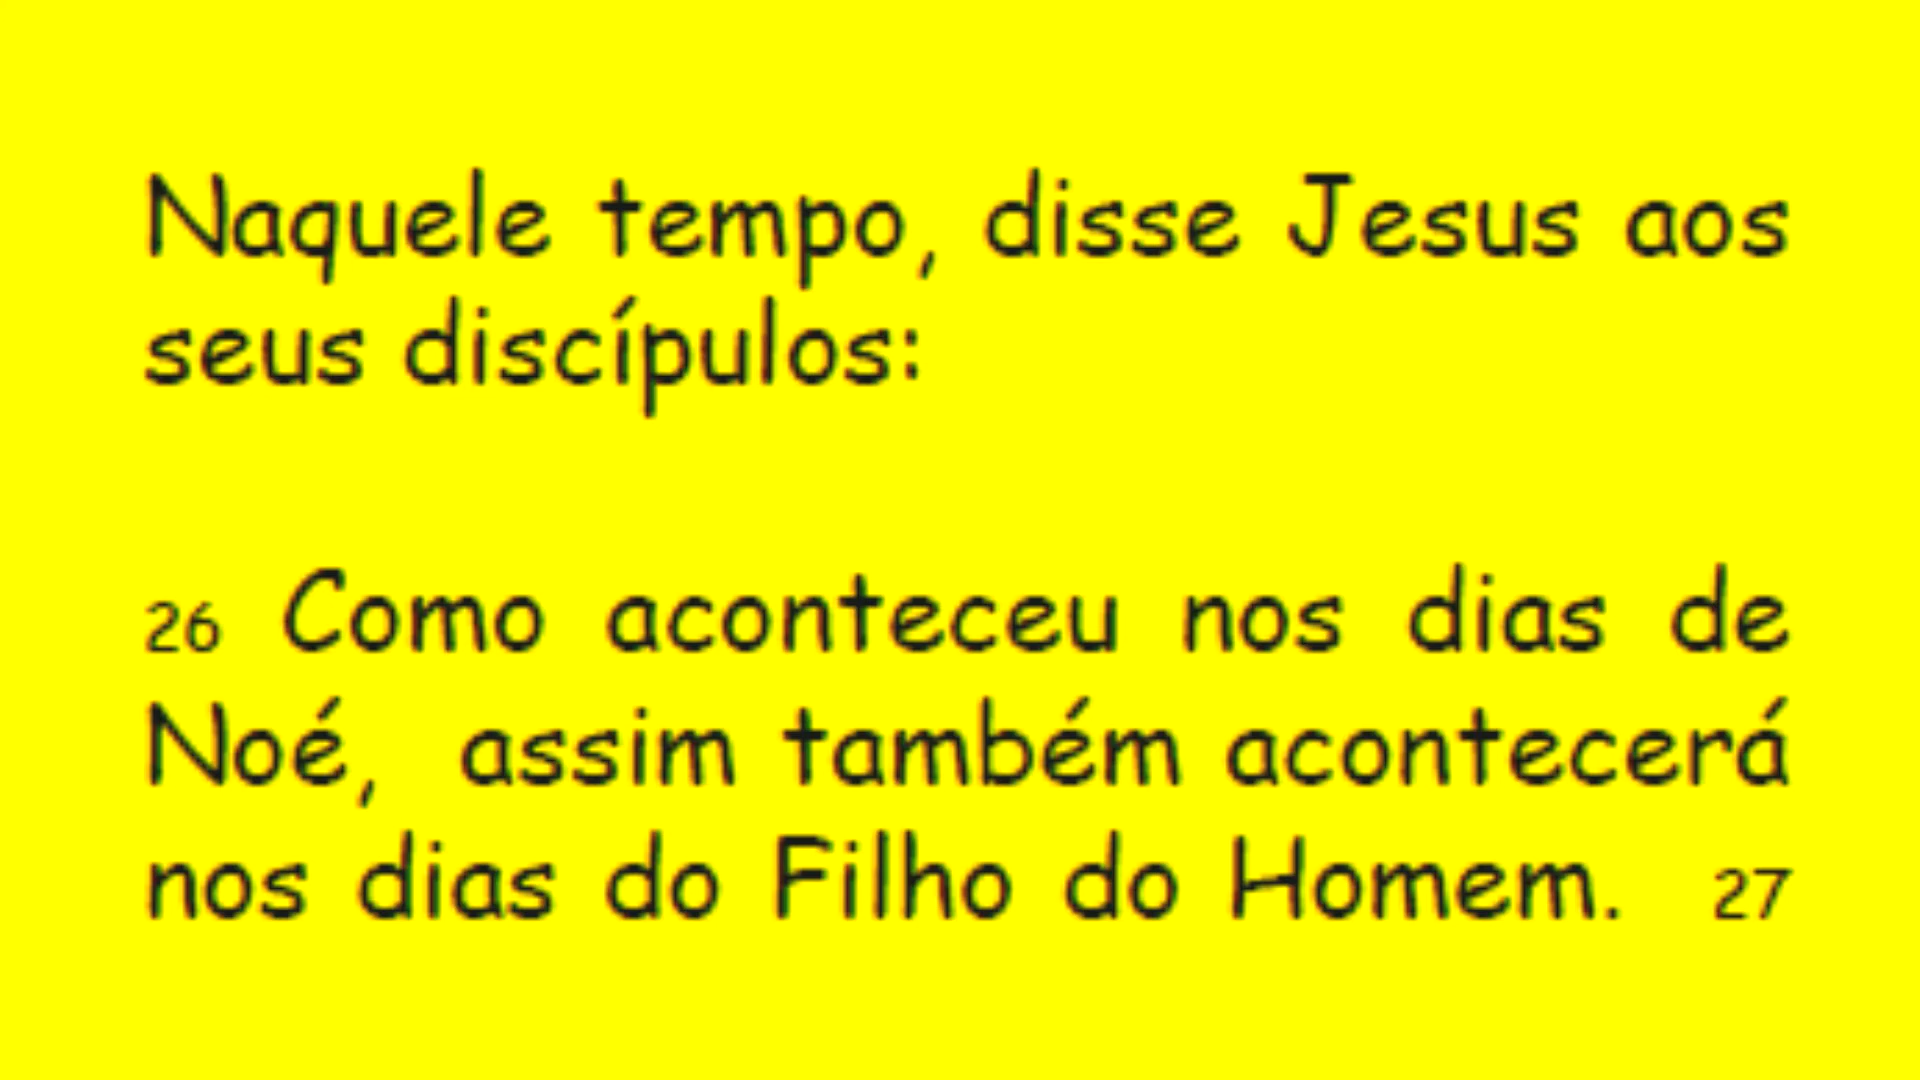 Naquele tempo, disse Jesus aos
seus discípulos:
26 Como aconteceu nos dias de
Noé, assim também acontecerá
nos dias do Filho do Homem. 27